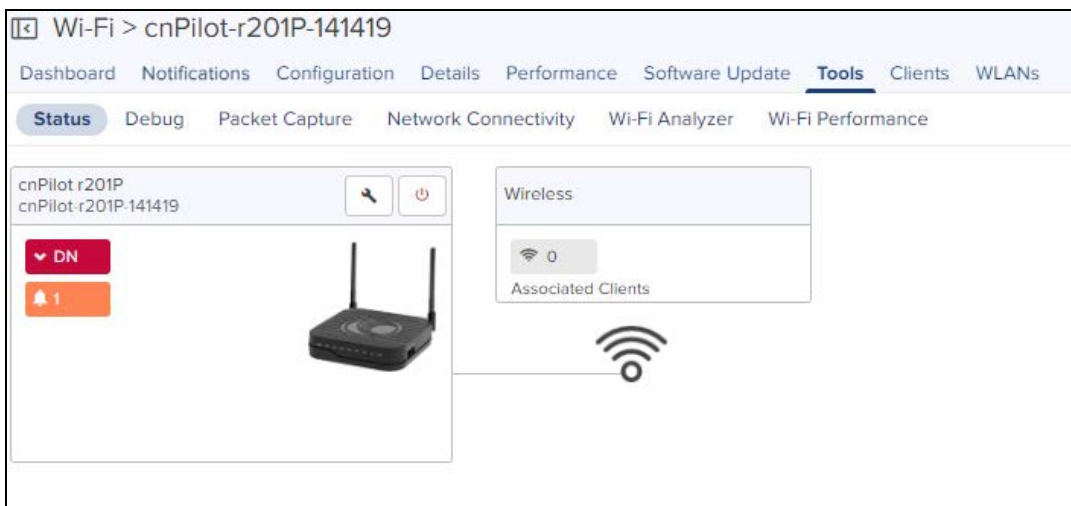 Wi-Fi > cnPilot-r201P-141419
Dashboard Notifications Configuration Details Performance Software Update Tools Clients WLANs
Status Debug Packet Capture Network Connectivity Wi-Fi Analyzer Wi-Fi Performance
cnPilot r201P
cnPilot-r201P-141419
Wireless
DN
1
0
Associated Clients